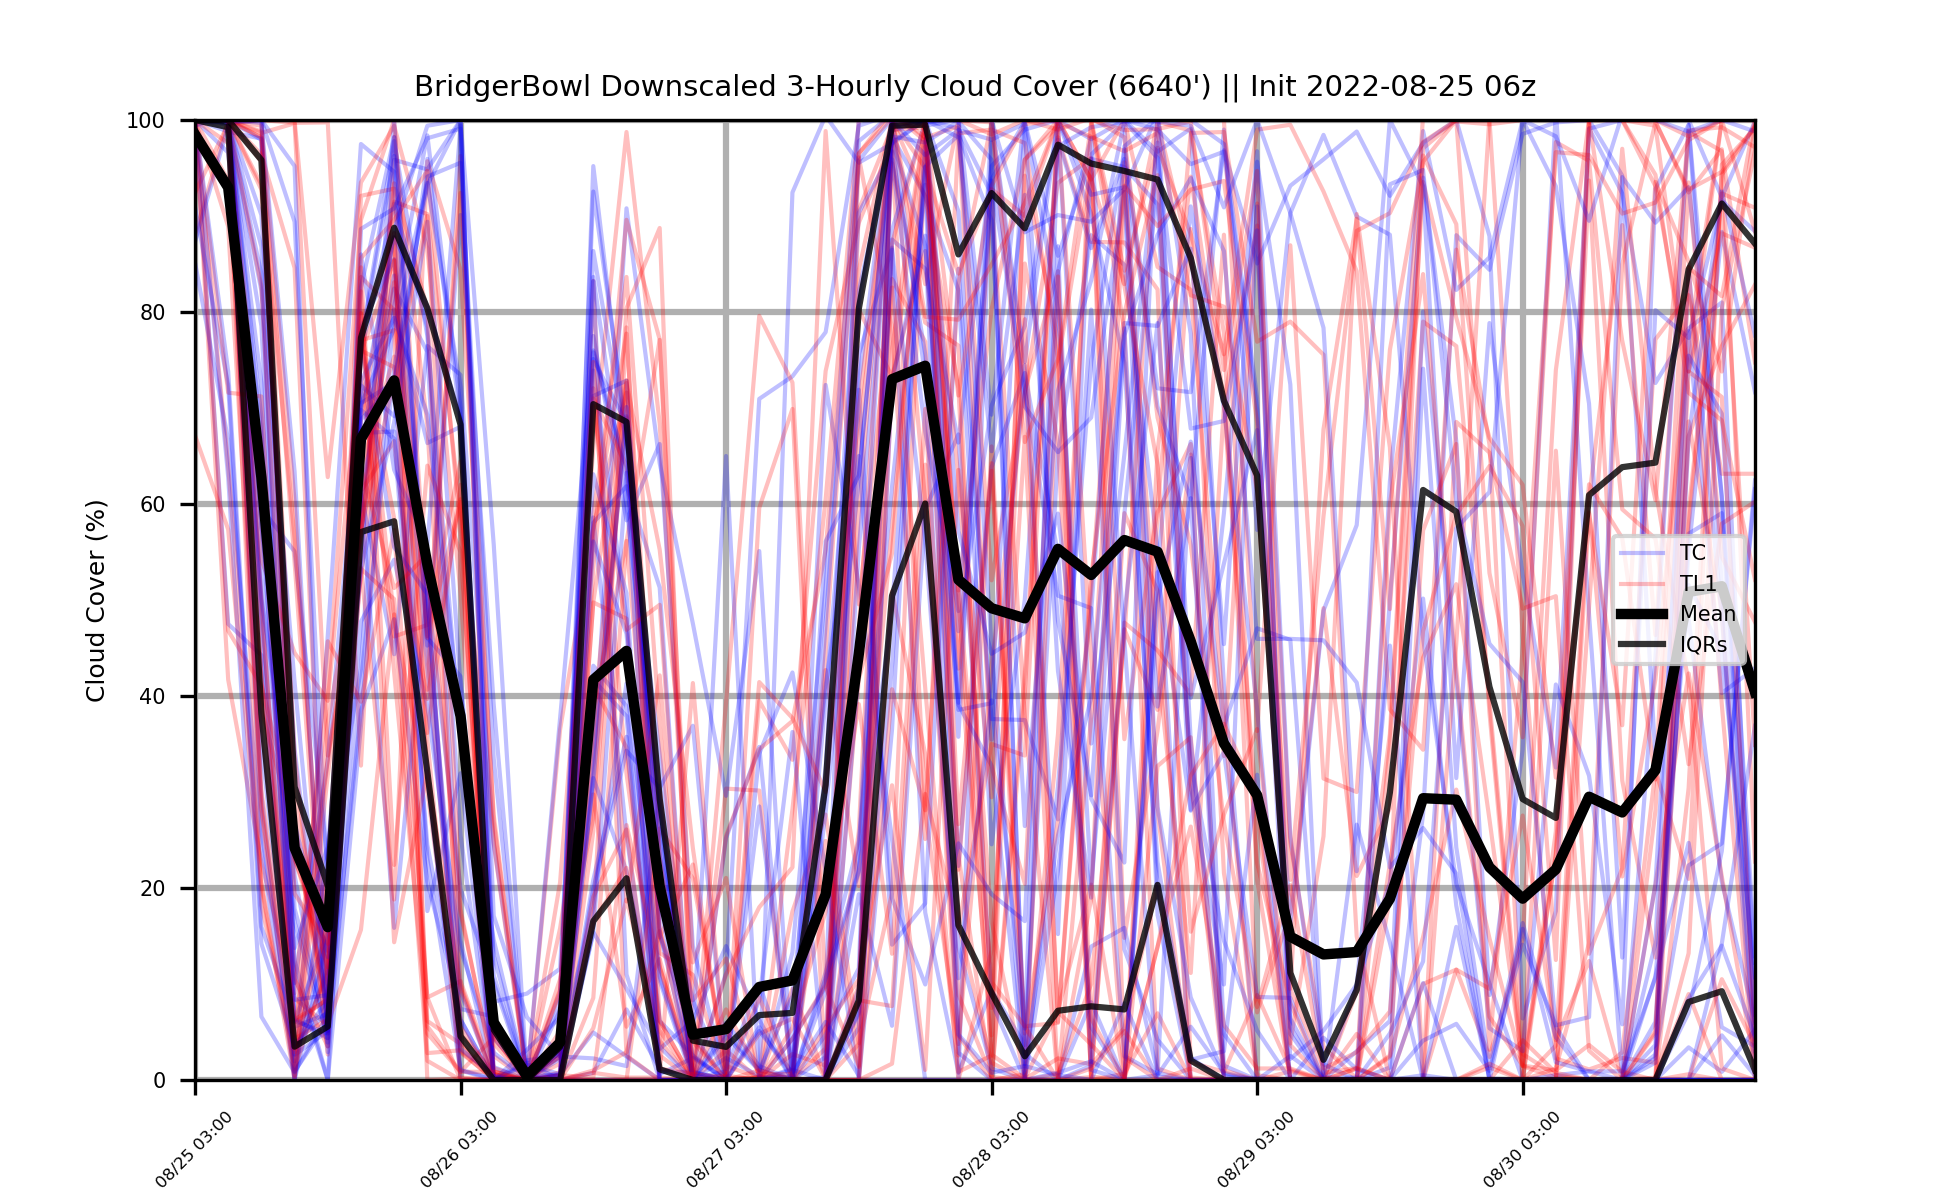 BridgerBowl Downscaled 3-Hourly Cloud Cover (6640') || Init 2022-08-25 06z
Cloud Cover (%)
100
80
60
40
20
0
TC
TL1
Mean
IQRs
08/25 03:00
08/26 03:00
08/27 03:00
08/28 03:00
08/29 03:00
08/30 03:00